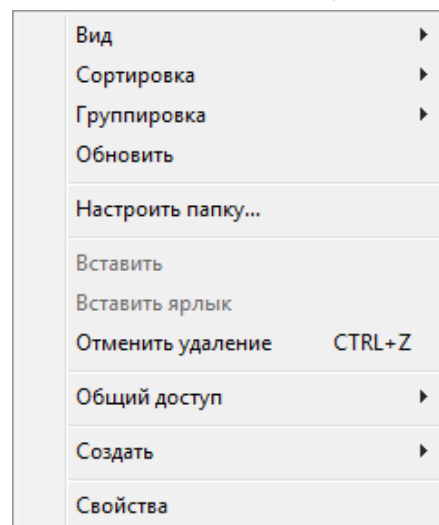 Вид
Сортировка
Группировка
Обновить
Настроить папку...
Вставить
Вставить ярлык
Отменить удаление CTRL+Z
Общий доступ
Создать
Свойства